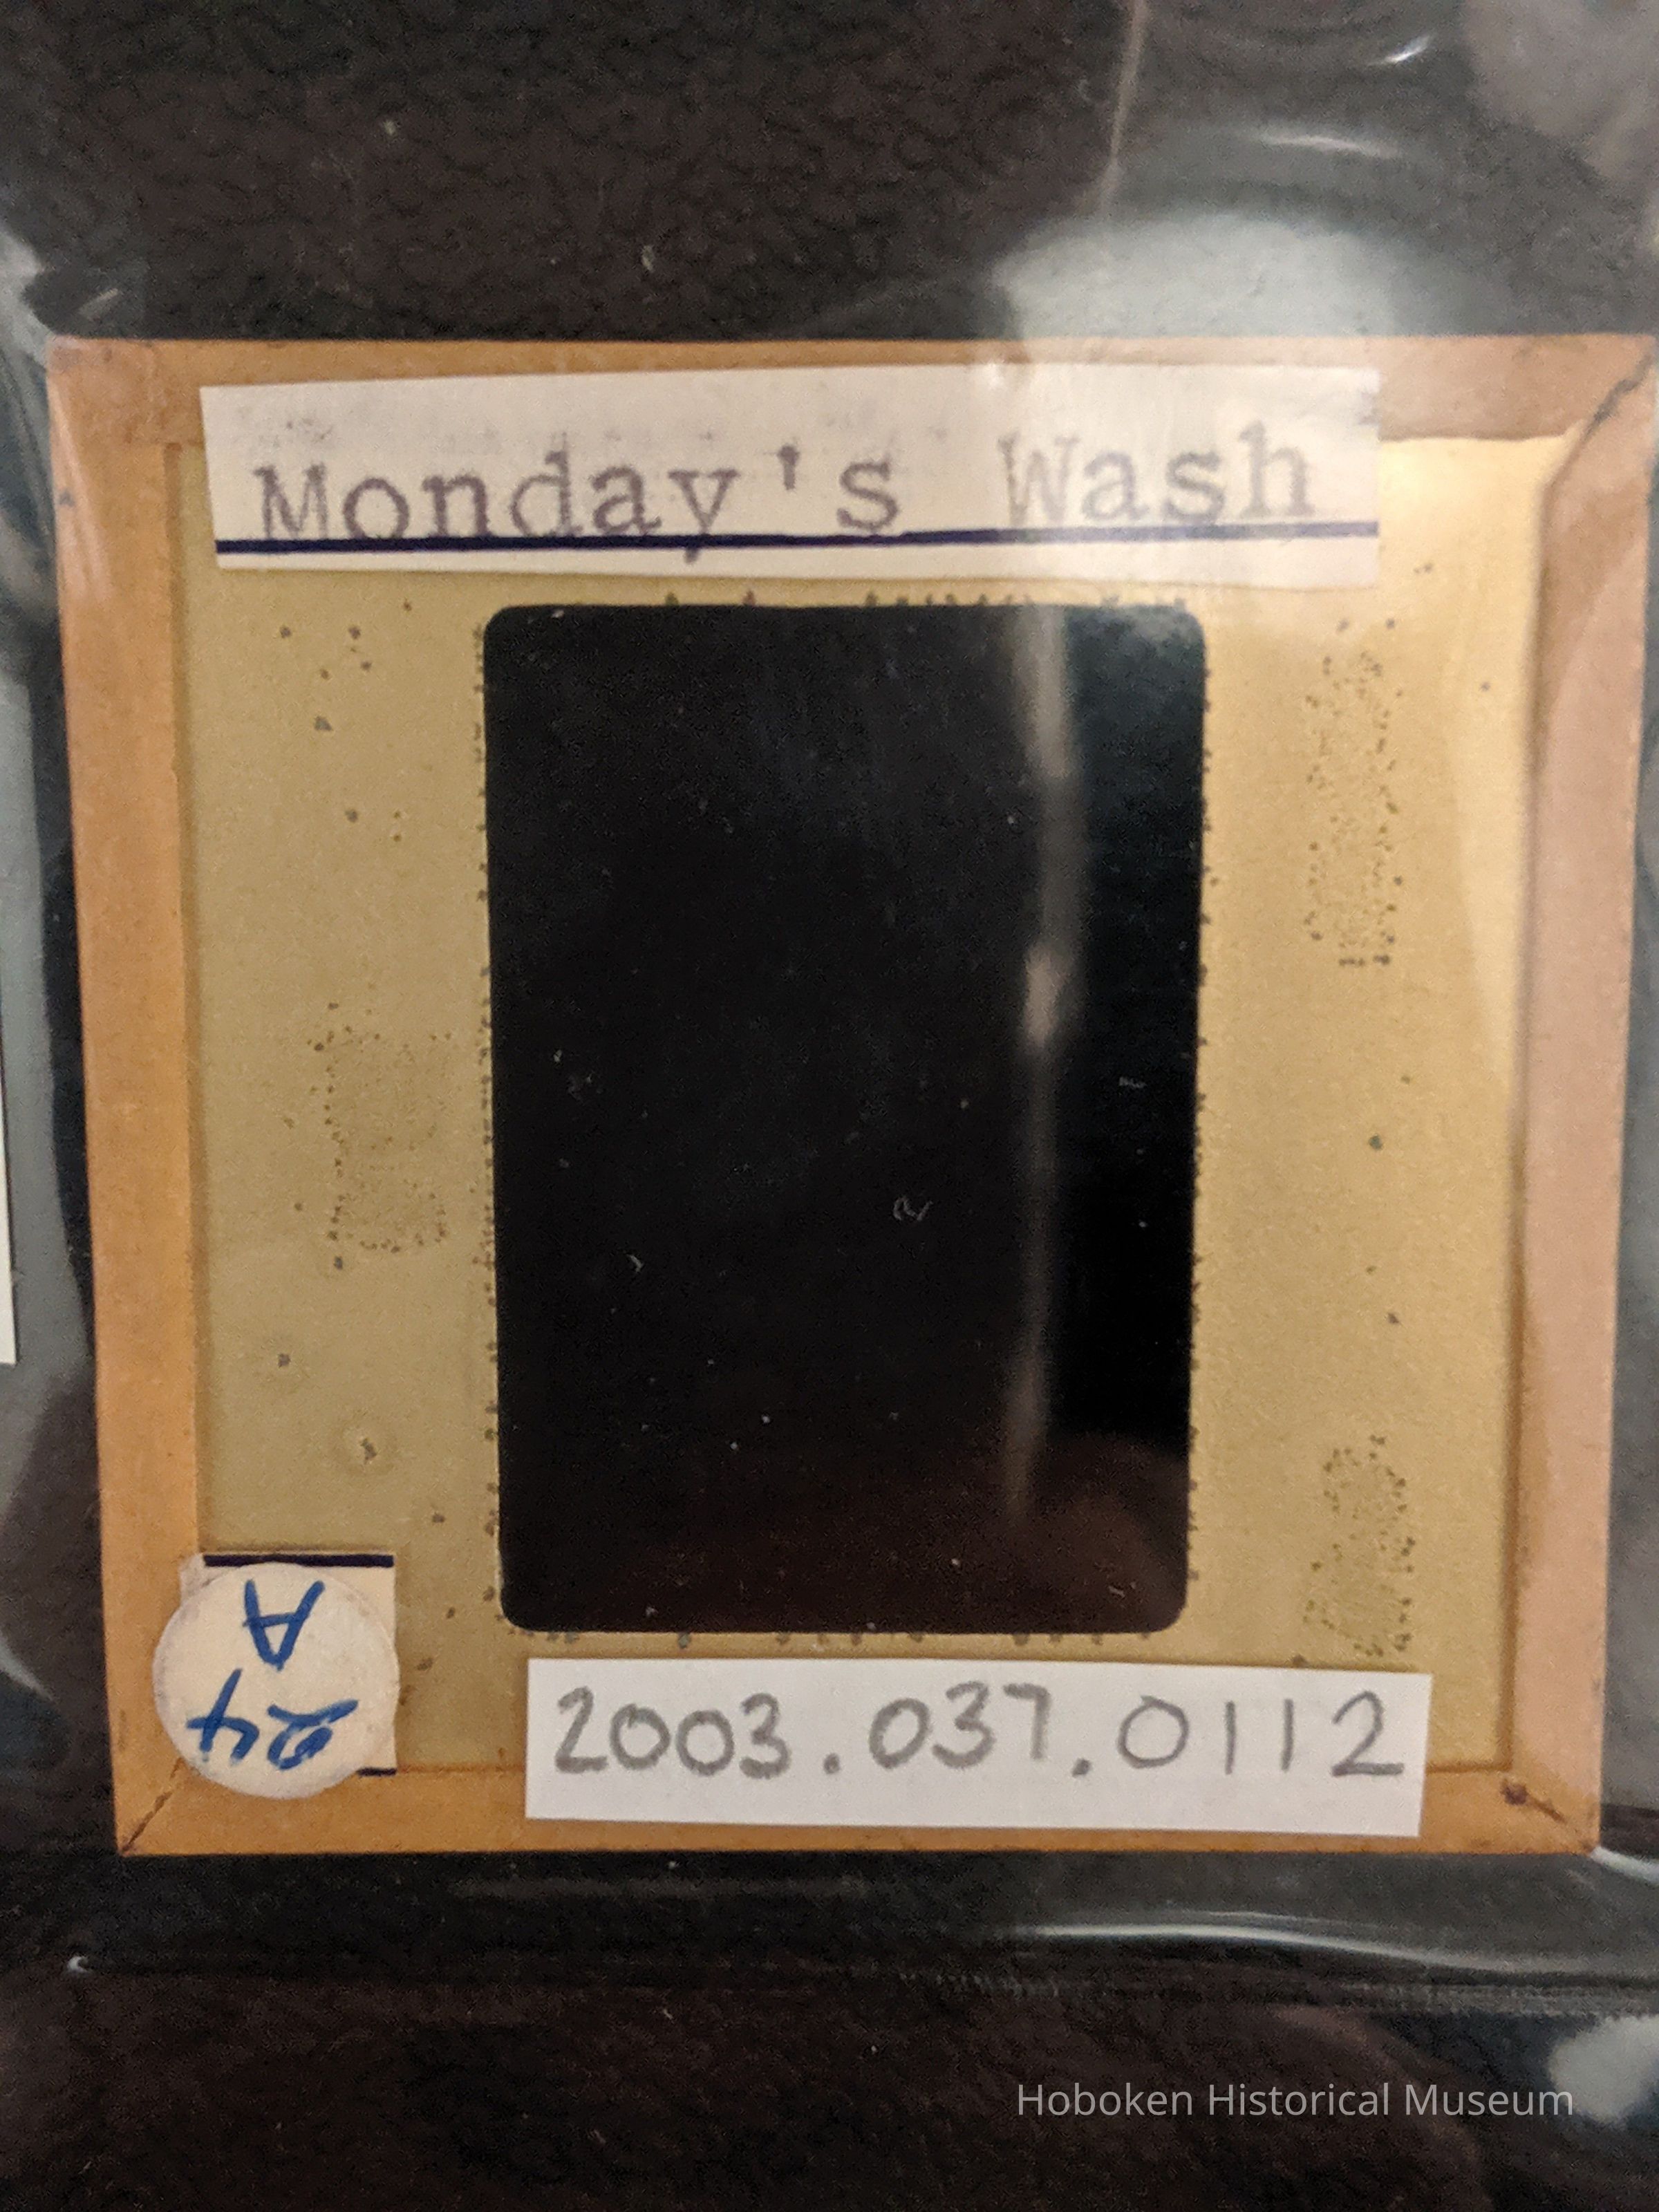 Monday's Wash
A
24
2003.037.0112
Hoboken Historical Museum